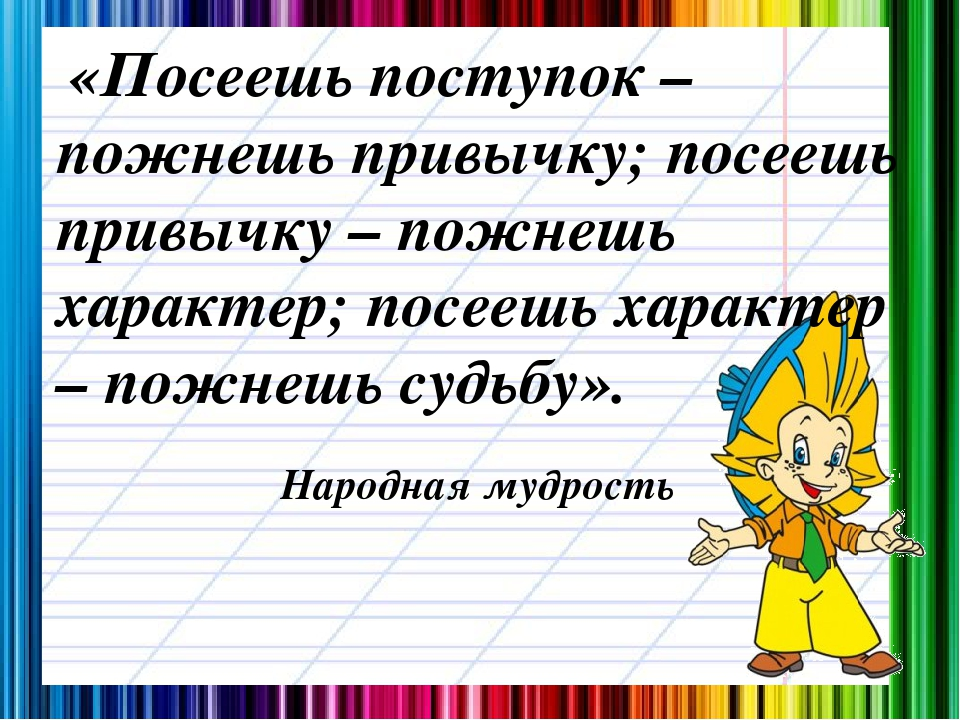 «Посеешь поступок –
пожнешь привычку; посеешь
привычку – пожнешь
характер; посеешь характер
– пожнешь судьбу».
Народная мудрость